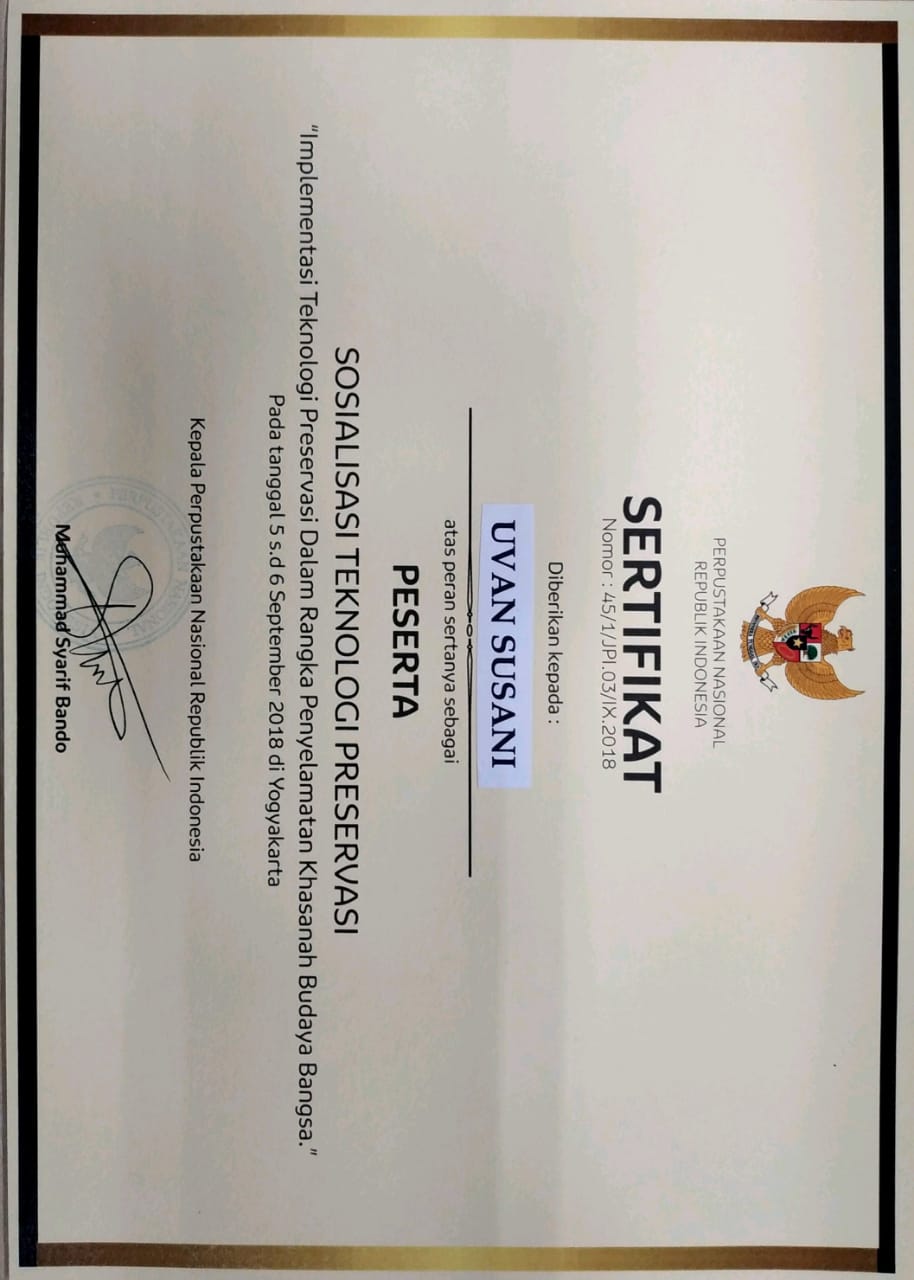 PERPUSTAKAAN NASIONAL
REPUBLIK INDONESIA
SERTIFIKAT
Nomor : 45/1/JPI.03/IX.2018
Diberikan kepada :
UVAN SUSANI
atas peran sertanya sebagai
PESERTA
SOSIALISASI TEKNOLOGI PRESERVASI
"Implementasi Teknologi Preservasi Dalam Rangka Penyelamatan Khasanah Budaya Bangsa."
Pada tanggal 5 s.d 6 September 2018 di Yogyakarta
Kepala Perpustakaan Nasional Republik Indonesia
Mohammad Syarif Bando